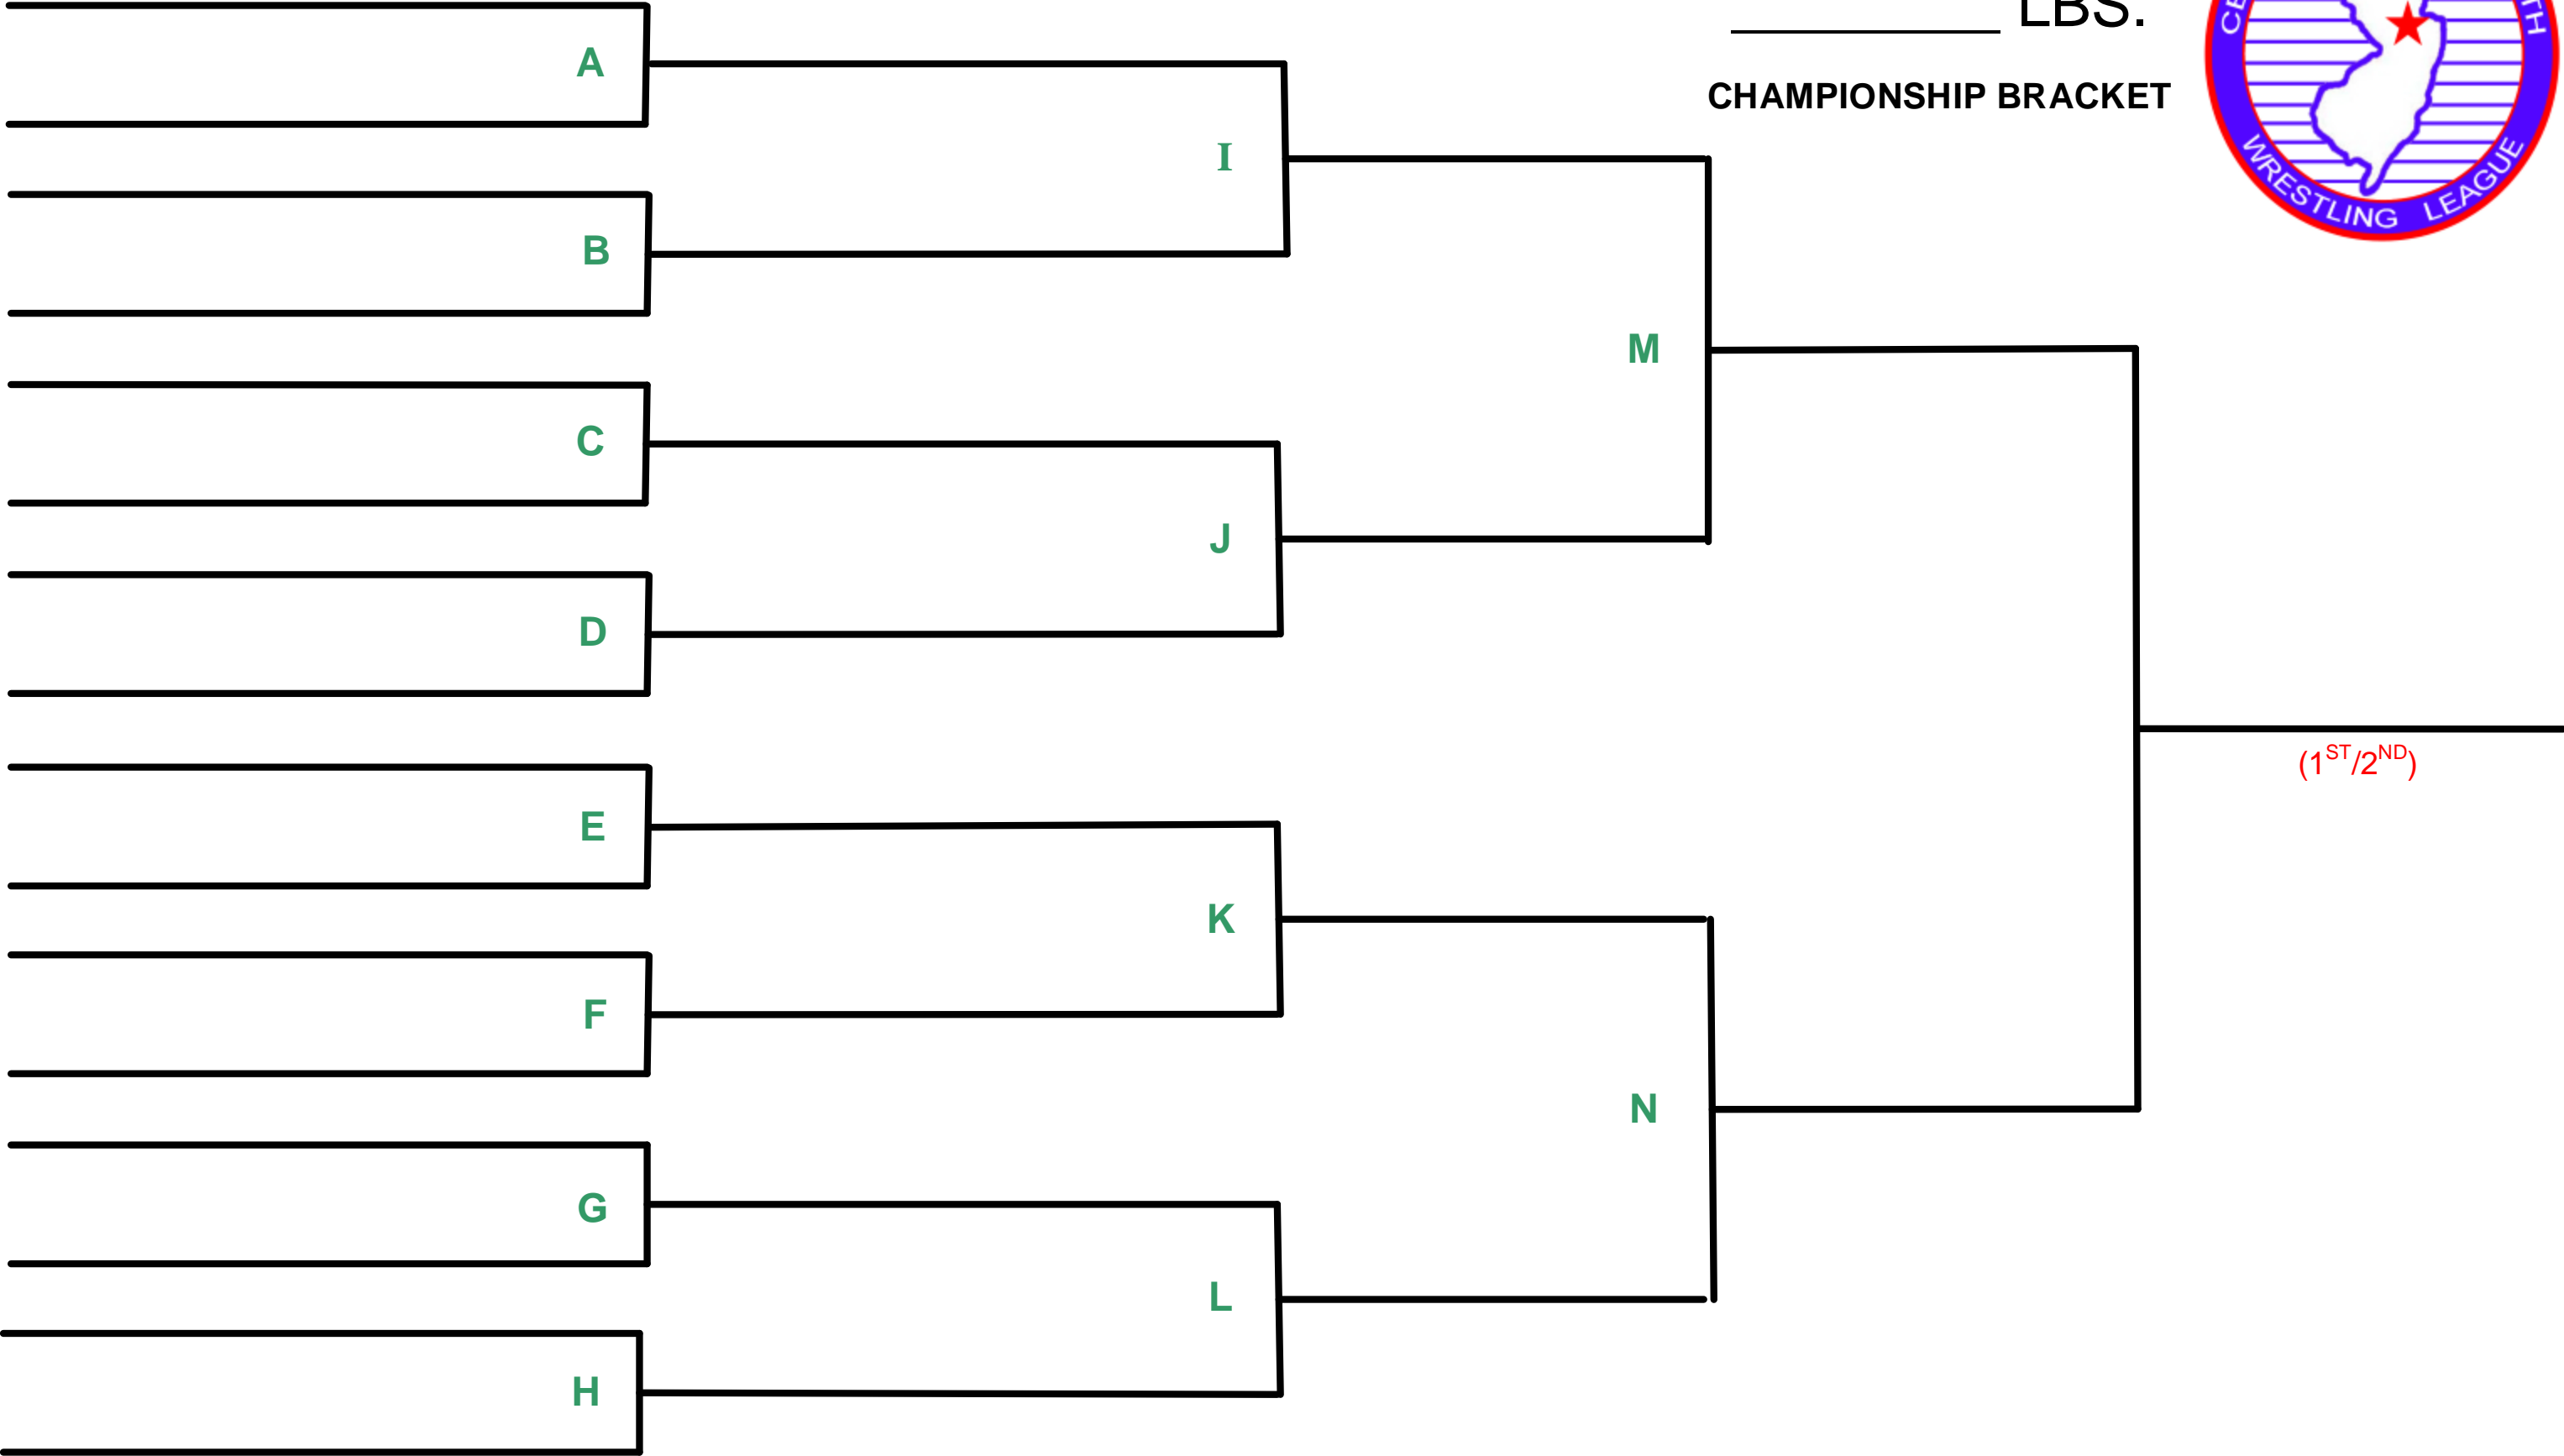 LBS.
CHAMPIONSHIP BRACKET
WRESTLING LEAGUE
A
I
B
M
C
J
D
(1ST/2ND)
E
K
F
N
G
L
H